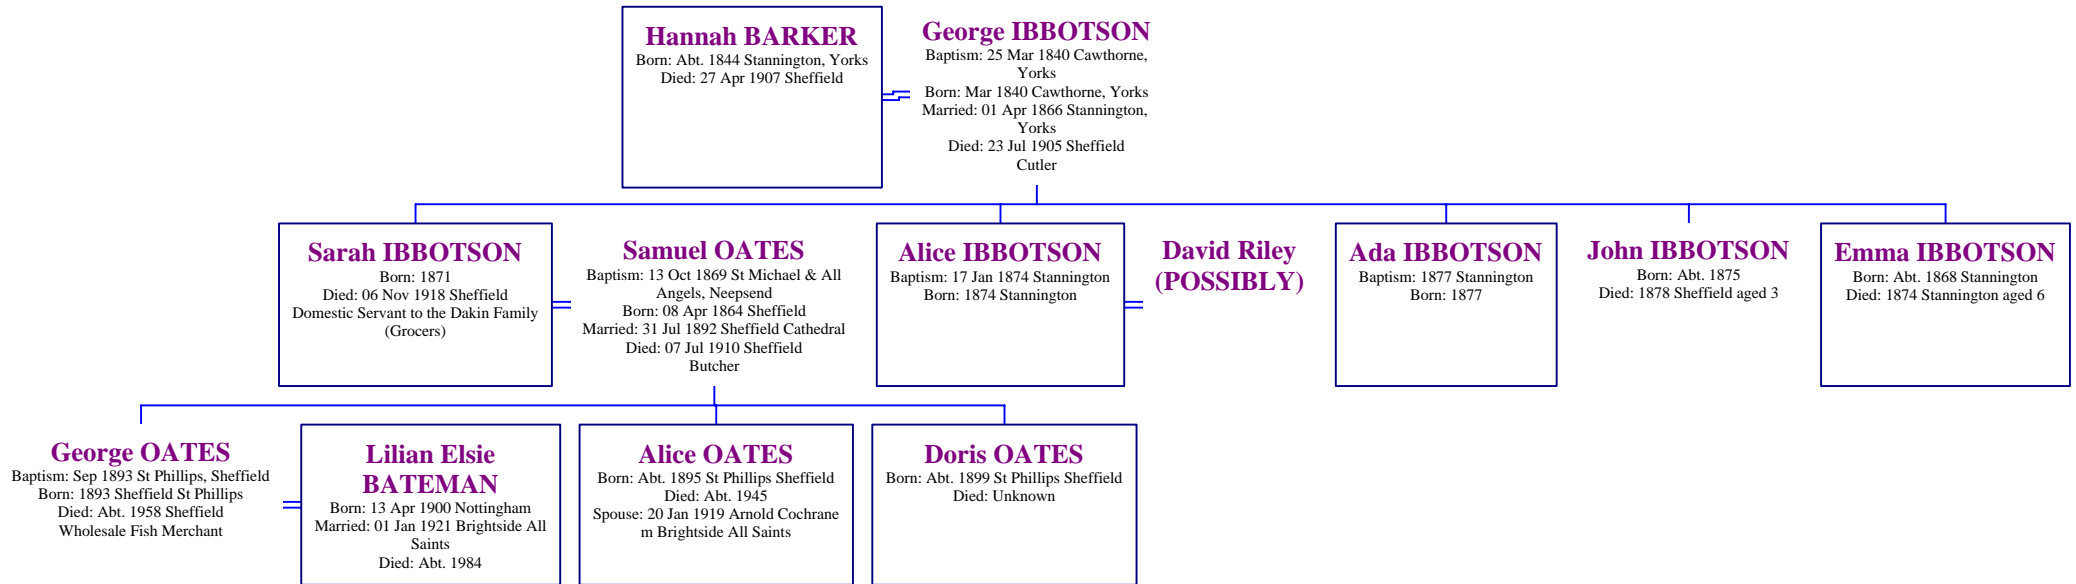 Hannah BARKER
Born: Abt. 1844 Stannington, Yorks
Died: 27 Apr 1907 Sheffield
George IBBOTSON
Baptism: 25 Mar 1840 Cawthorne,
Yorks
Born: Mar 1840 Cawthorne, Yorks
Married: 01 Apr 1866 Stannington,
Yorks
Died: 23 Jul 1905 Sheffield
Cutler
Sarah IBBOTSON
Born: 1871
Died: 06 Nov 1918 Sheffield
Domestic Servant to the Dakin Family
(Grocers)
Samuel OATES
Baptism: 13 Oct 1869 St Michael & All
Angels, Neepsend
Born: 08 Apr 1864 Sheffield
Married: 31 Jul 1892 Sheffield Cathedral
Died: 07 Jul 1910 Sheffield
Butcher
Alice IBBOTSON
Baptism: 17 Jan 1874 Stannington
Born: 1874 Stannington
David Riley
(POSSIBLY)
Ada IBBOTSON
Baptism: 1877 Stannington
Born: 1877
John IBBOTSON
Born: Abt. 1875
Died: 1878 Sheffield aged 3
Emma IBBOTSON
Born: Abt. 1868 Stannington
Died: 1874 Stannington aged 6
George OATES
Baptism: Sep 1893 St Phillips, Sheffield
Born: 1893 Sheffield St Phillips
Died: Abt. 1958 Sheffield
Wholesale Fish Merchant
Lilian Elsie
BATEMAN
Born: 13 Apr 1900 Nottingham
Married: 01 Jan 1921 Brightside All
Saints
Died: Abt. 1984
Alice OATES
Born: Abt. 1895 St Phillips Sheffield
Died: Abt. 1945
Spouse: 20 Jan 1919 Arnold Cochrane
m Brightside All Saints
Doris OATES
Born: Abt. 1899 St Phillips Sheffield
Died: Unknown